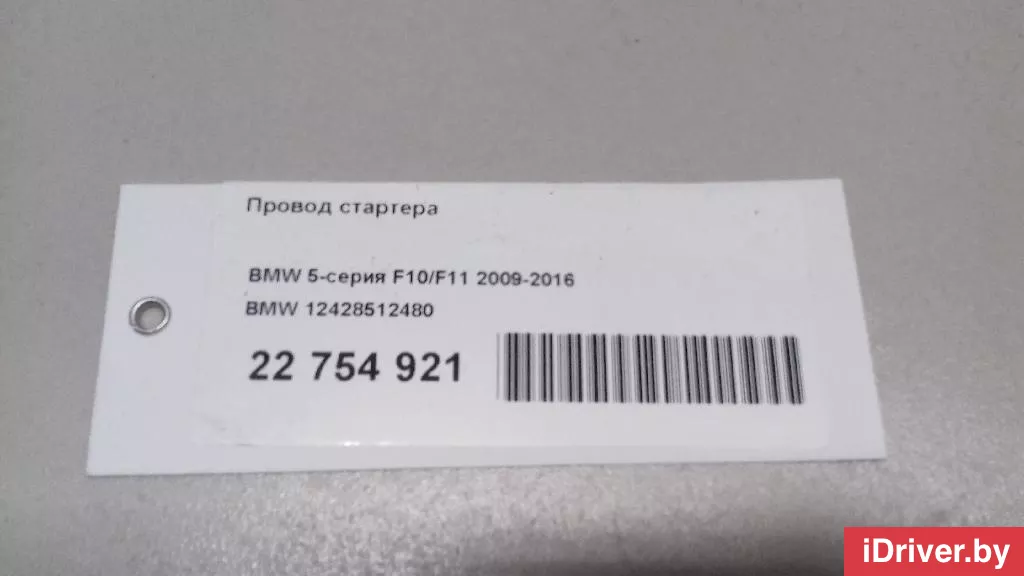 Провод стартера
BMW 5-серия F10/F11 2009-2016
BMW 12428512480
22 754 921
iDriver.by